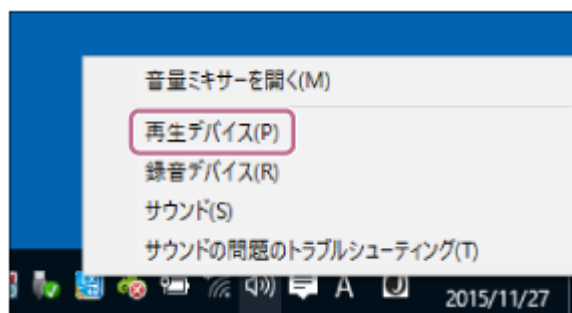 音量ミキサーを開く(M)
再生デバイス(P)
録音デバイス(R)
サウンド(S)
サウンドの問題のトラブルシューティング(T)
A
2015/11/27